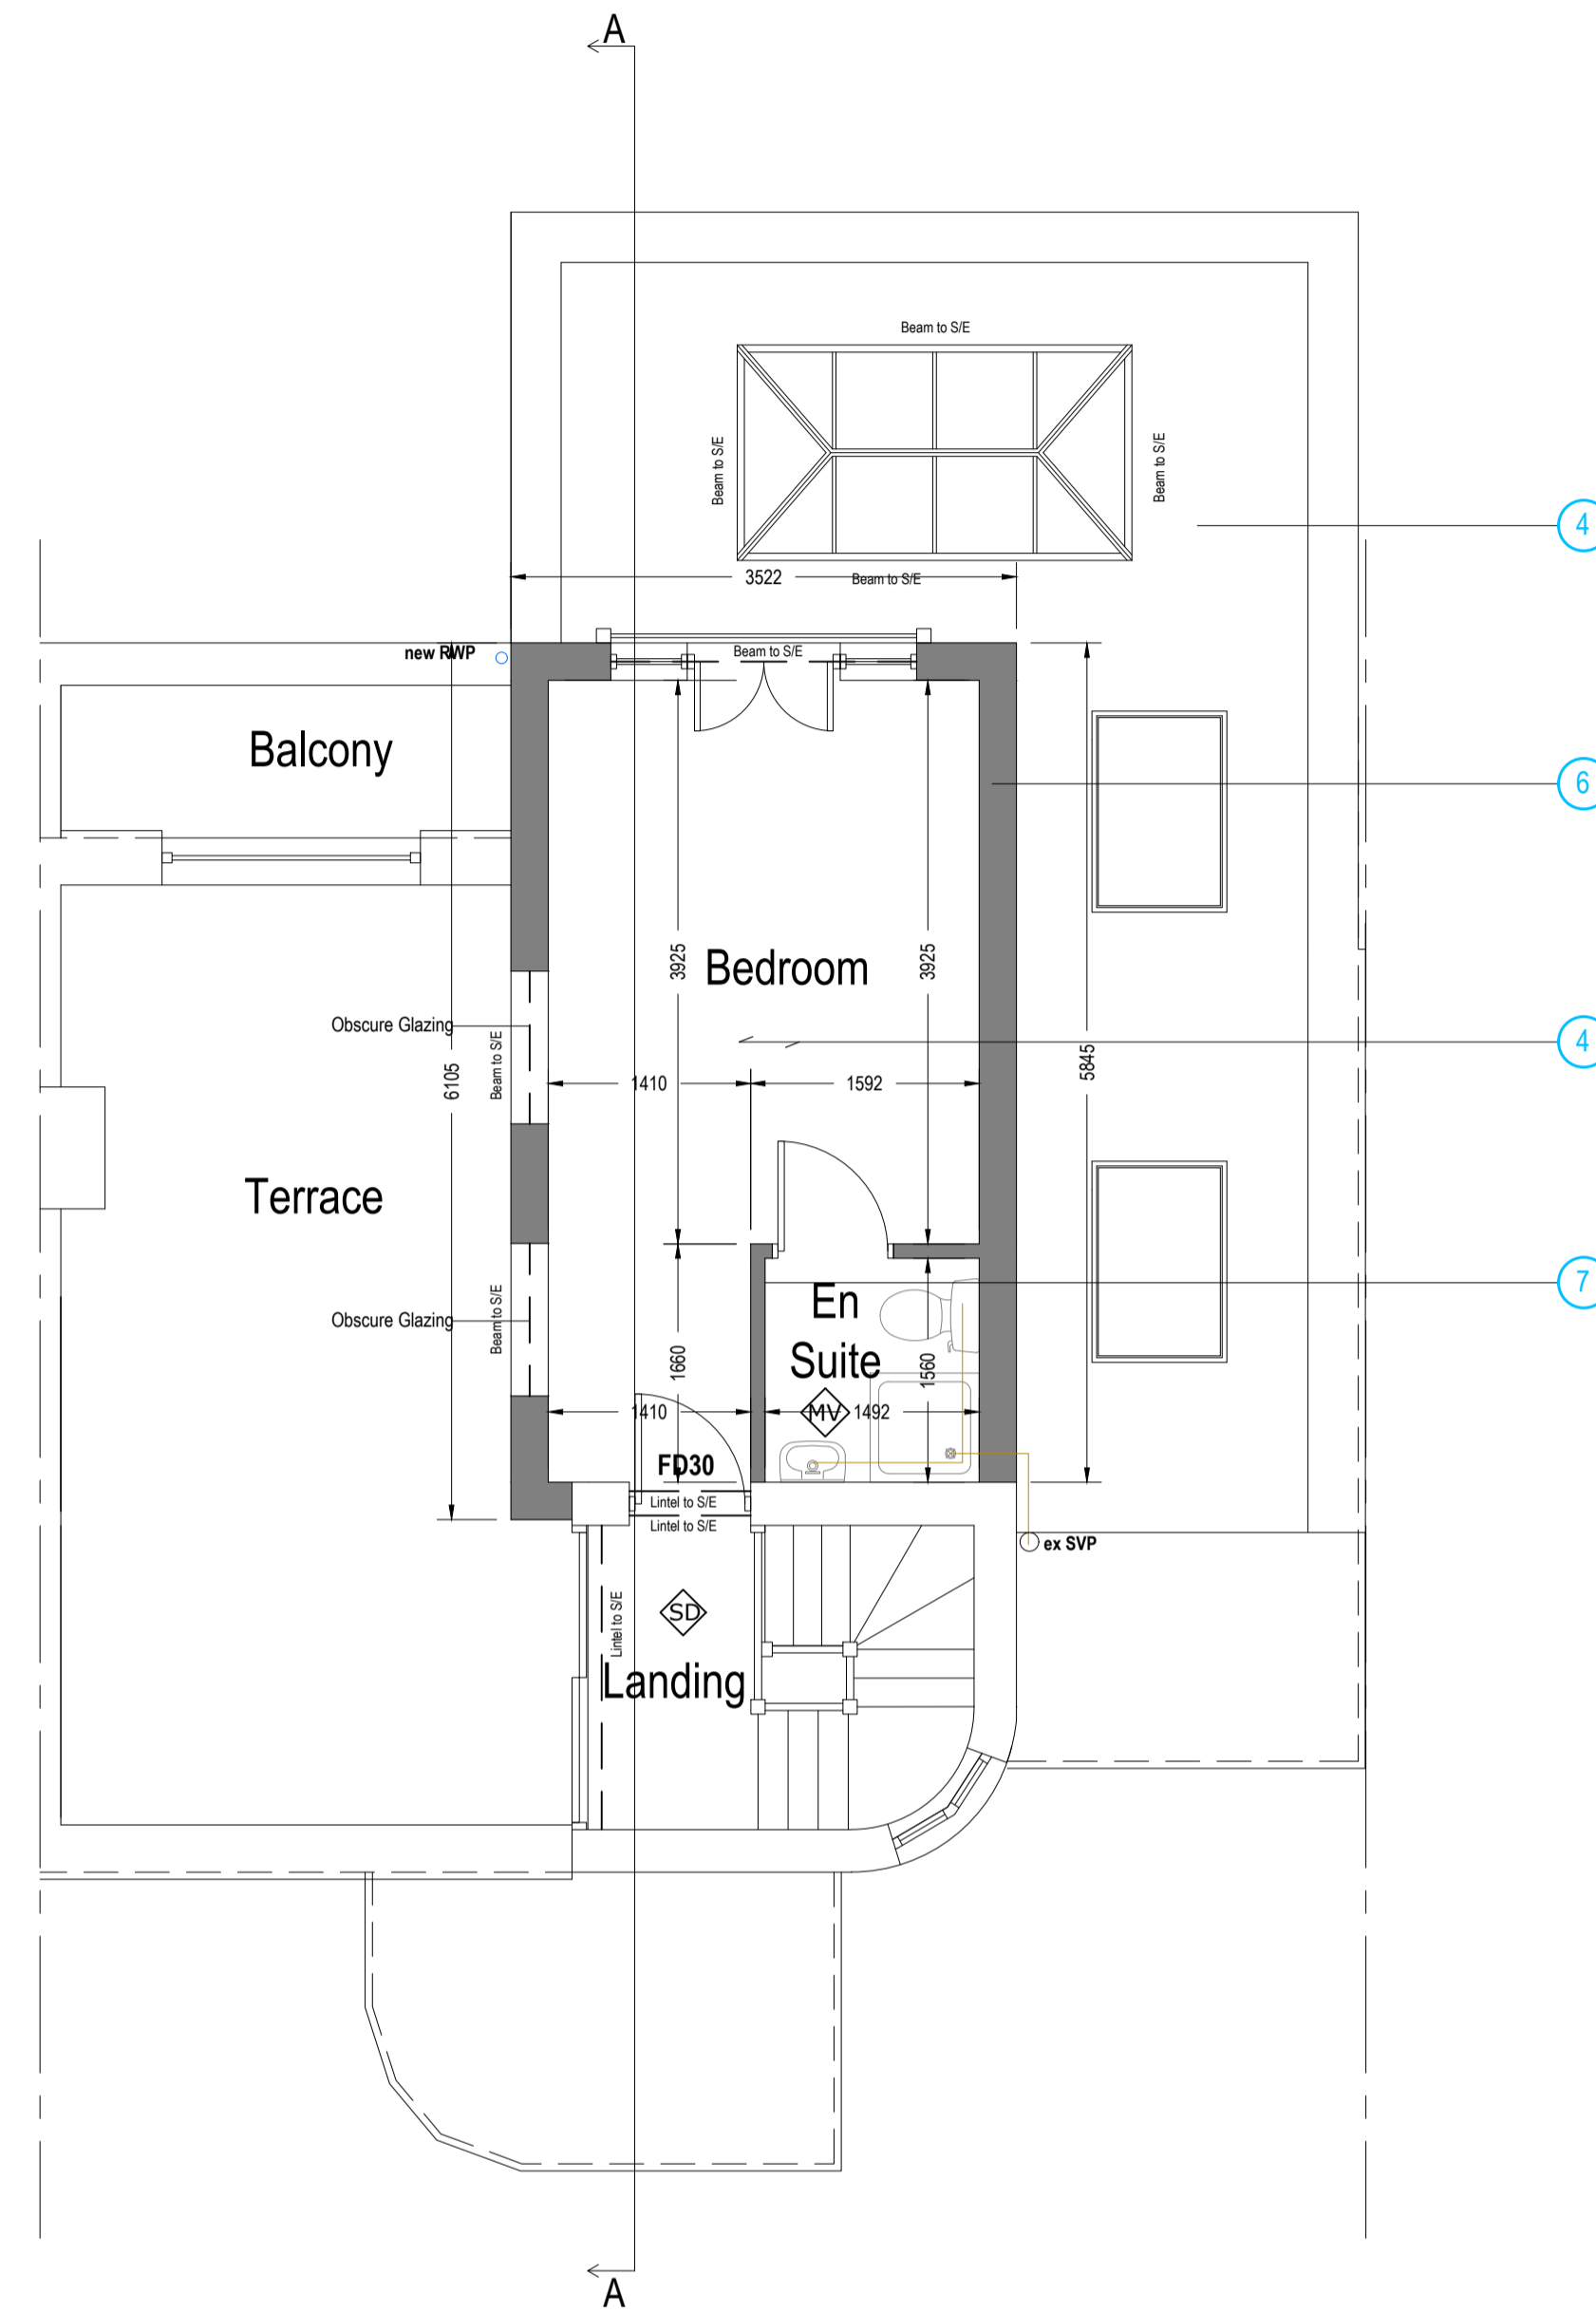 A
Beam to S/E
Beam to S/E
Beam to S/E
4
3522
Beam to S/E
new RWP
Beam to S/E
Balcony
6
3925
Bedroom
3925
Obscure Glazing
Beam to S/E
4
6105
1410
1592
5845
Terrace
7
En
Suite
Obscure Glazing
Beam to S/E
1660
1560
1410
MV
1492
FD30
Lintel to S/E
Lintel to S/E
ex SVP
SD
Lintel to S/E
Landing
A